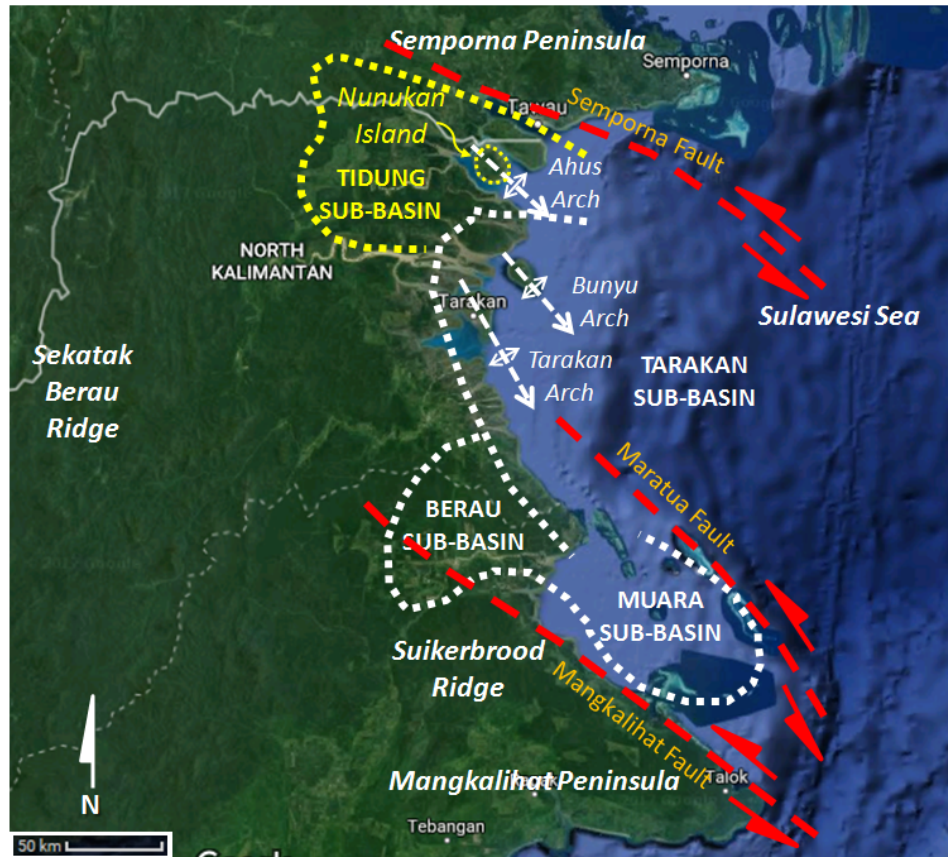 Semporna Peninsula
Semporna
Nunukan
Island
Tawau
Semporna Fault
TIDUNG
SUB-BASIN
Ahus
Arch
NORTH
KALIMANTAN
Bunyu
Arch
Tarakan
Sulawesi Sea
Sekatak
Berau
Ridge
Tarakan
Arch
TARAKAN
SUB-BASIN
Maratua Fault
BERAU
SUB-BASIN
MUARA
SUB-BASIN
Suikerbrood
Ridge
Mangkalihat Fault
Mangkalihat Peninsula
Talok
N
Tebangan
50 km